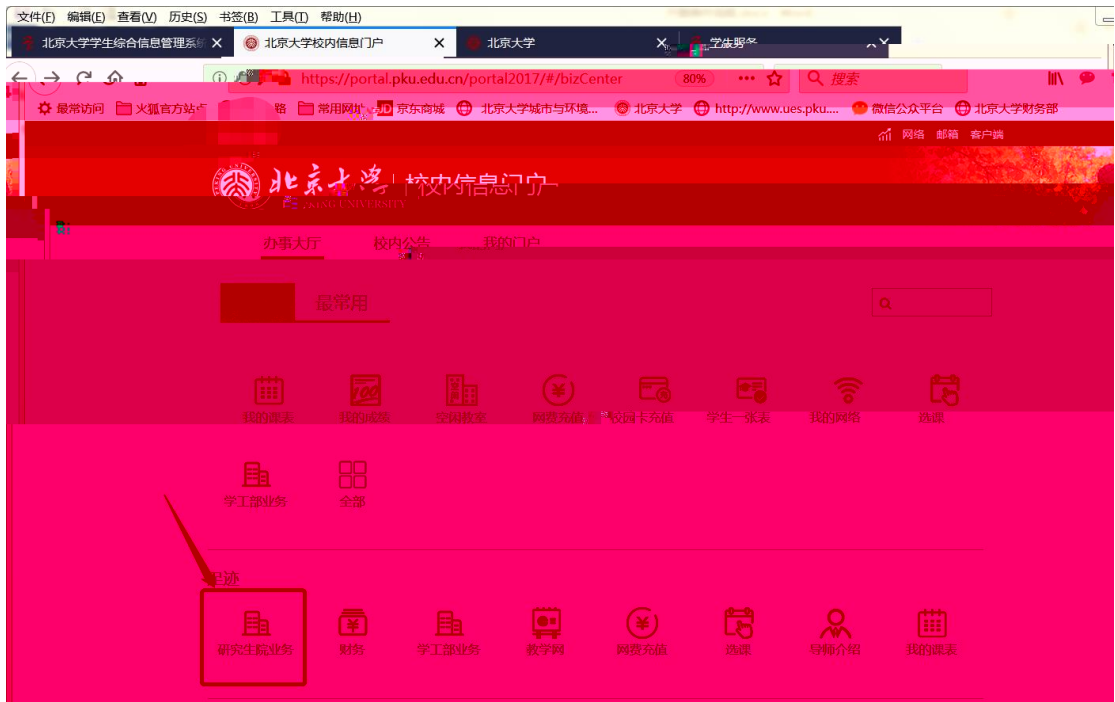 文件(F) 编辑(E) 查看(V) 历史(S) 书签(B) 工具(T) 帮助(H)
北京大学学生综合信息管理系统 北京大学校内信息门户 北京大学
https://portal.pku.edu.cn/portal2017/#/bizCenter 80% 搜索
最常访问 火狐官方站点 常用网址 JD 京东商城 北京大学城市与环境... 北京大学 http://www.ues.pku.... 微信公众平台 北京大学财务部
网络 邮箱 客户端
北京大学 校内信息门户
PEKING UNIVERSITY
办事大厅 校内公告 我的门户
最常用
我的课表 我的成绩 空闲教室 网费充值 校园卡充值 学生一张表 我的网络 选课
学工部业务 全部
足迹
研究生院业务 财务 学工部业务 教学网 网费充值 选课 导师介绍 我的课表